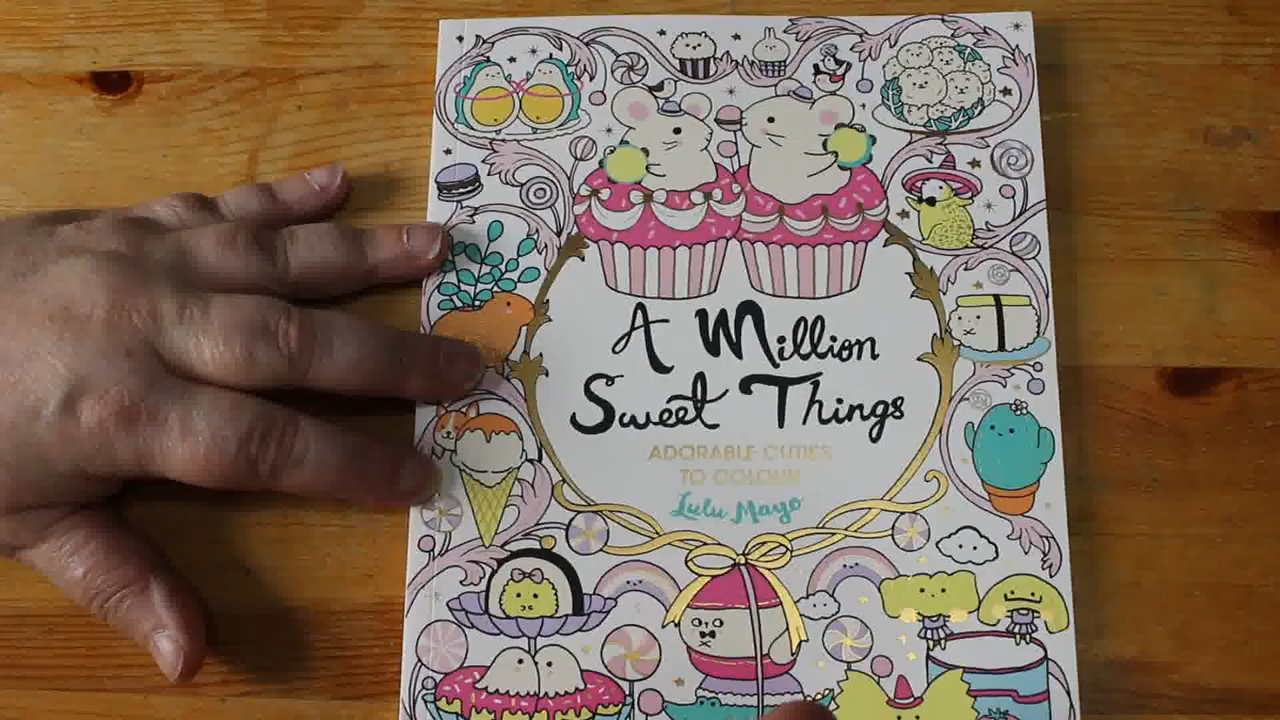 A Million
Sweet Things
ADORABLE CUTIES
TO COLOUR
Lulu Mayo